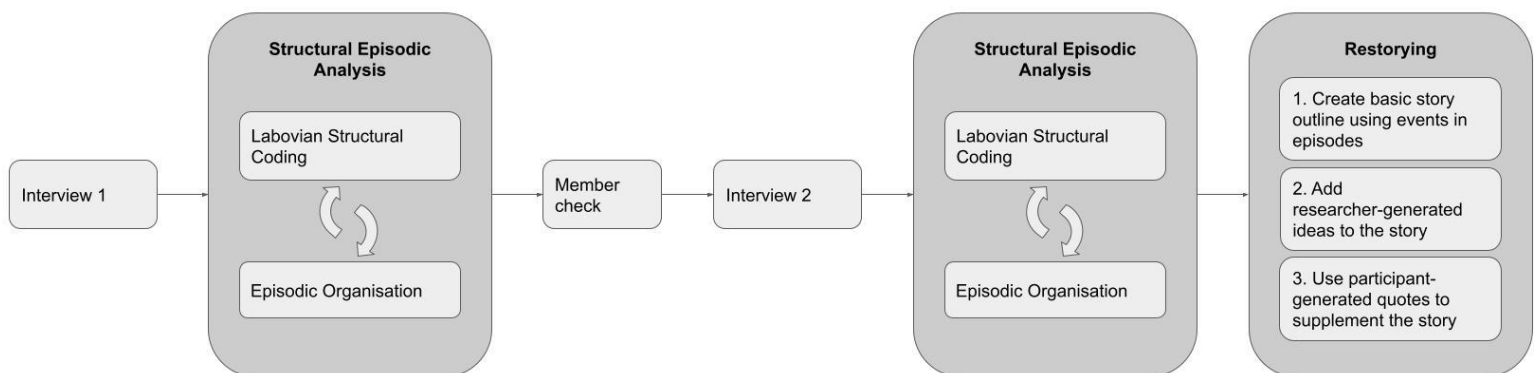 Interview 1
Structural Episodic
Analysis
Labovian Structural
Coding
Episodic Organisation
Member
check
Interview 2
Structural Episodic
Analysis
Labovian Structural
Coding
Episodic Organisation
Restorying
1. Create basic story
outline using events in
episodes
2. Add
researcher-generated
ideas to the story
3. Use participant-
generated quotes to
supplement the story